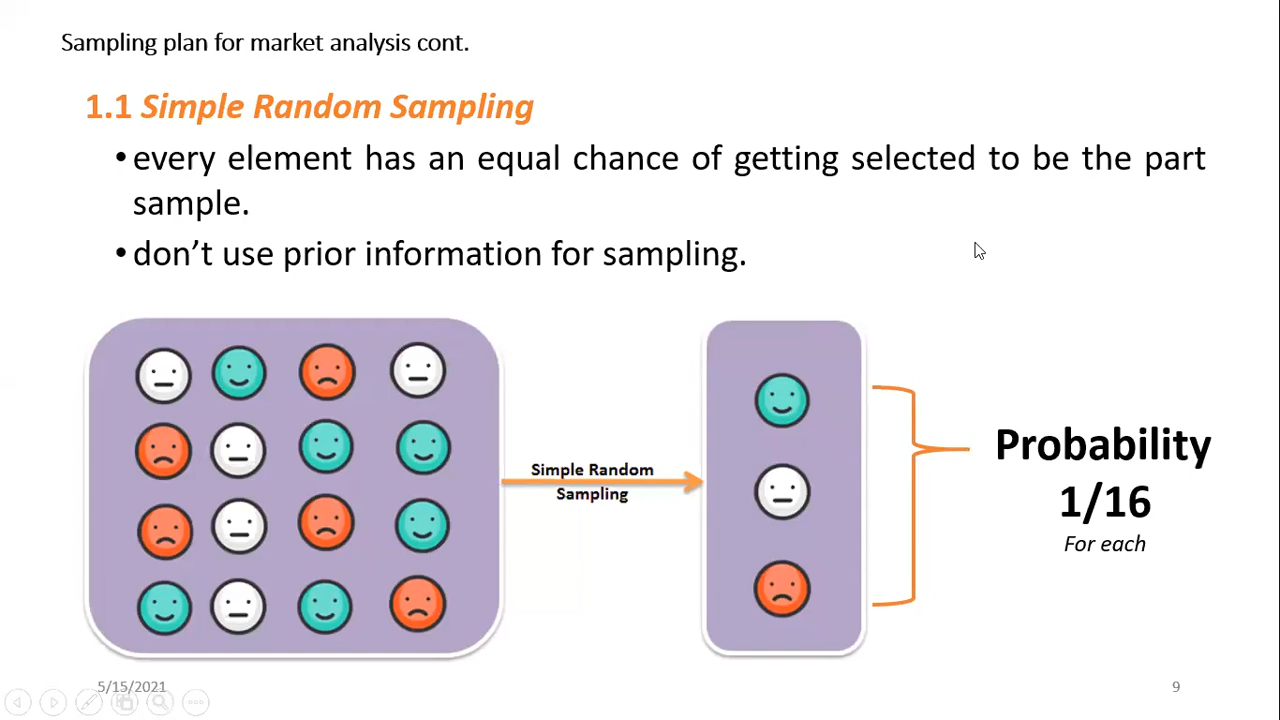 Sampling plan for market analysis cont.
1.1 Simple Random Sampling
•every element has an equal chance of getting selected to be the part
sample.
•don’t use prior information for sampling.
Simple Random
Sampling
Probability
1/16
For each
5/15/2021
9